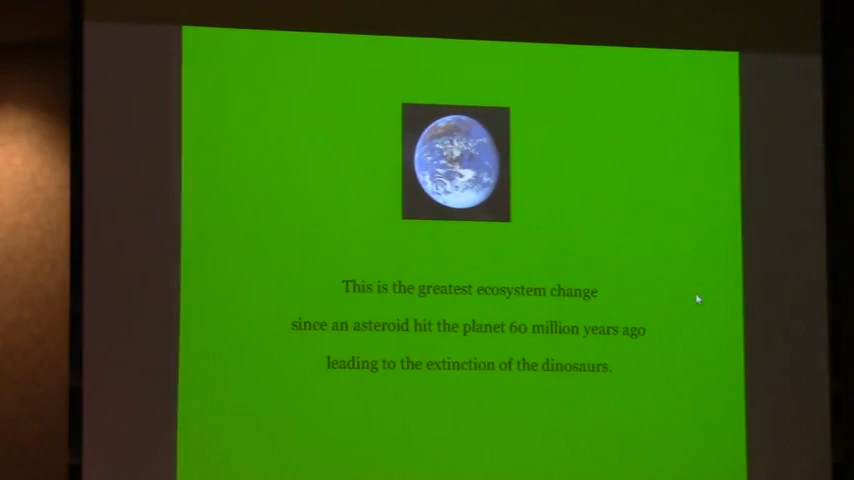 This is the greatest ecosystem change
since an asteroid hit the planet 60 million years ago
leading to the extinction of the dinosaurs.